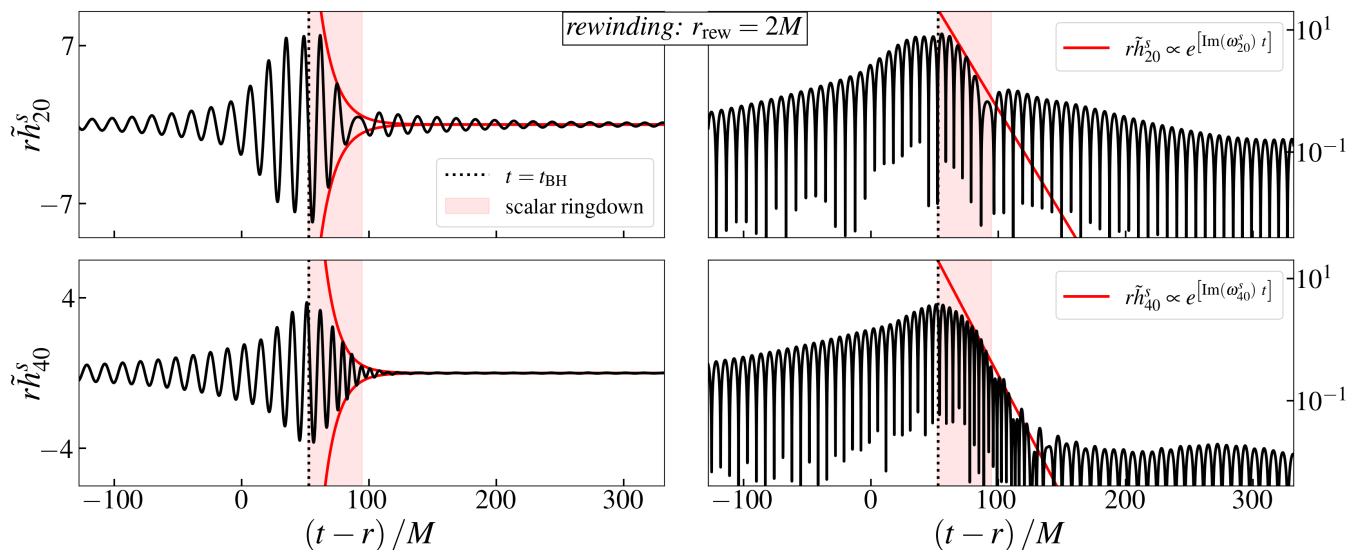 rewinding: r_rew = 2M
7
−7
rh̃^s_20
t = t_BH
scalar ringdown
10^1
10^−1
rh̃^s_20 ∝ e^[Im(ω^s_20) t]
4
−4
rh̃^s_40
−100 0 100 200 300
(t − r) /M
10^1
10^−1
rh̃^s_40 ∝ e^[Im(ω^s_40) t]
−100 0 100 200 300
(t − r) /M